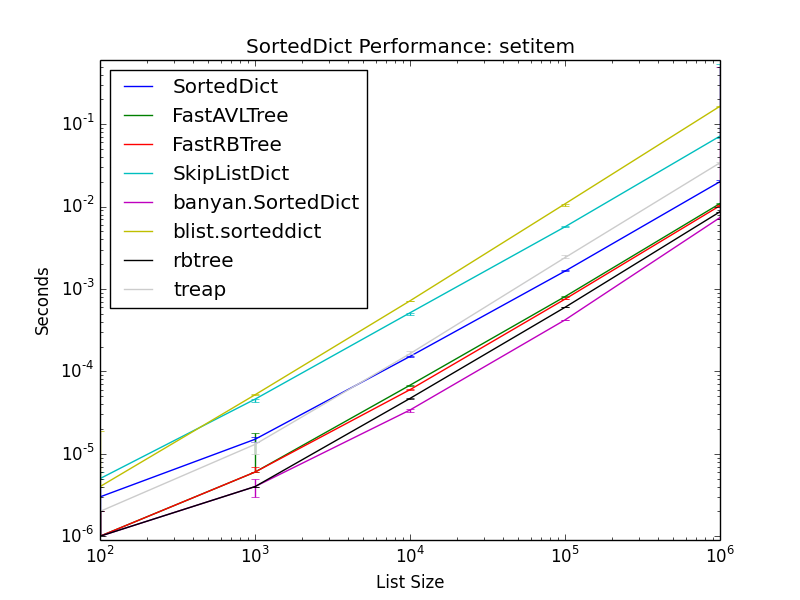 SortedDict Performance: setitem
SortedDict
FastAVLTree
FastRBTree
SkipListDict
banyan.SortedDict
blist.sorteddict
rbtree
treap
10^-1
10^-2
10^-3
10^-4
10^-5
10^-6
Seconds
10^2 10^3 10^4 10^5 10^6
List Size